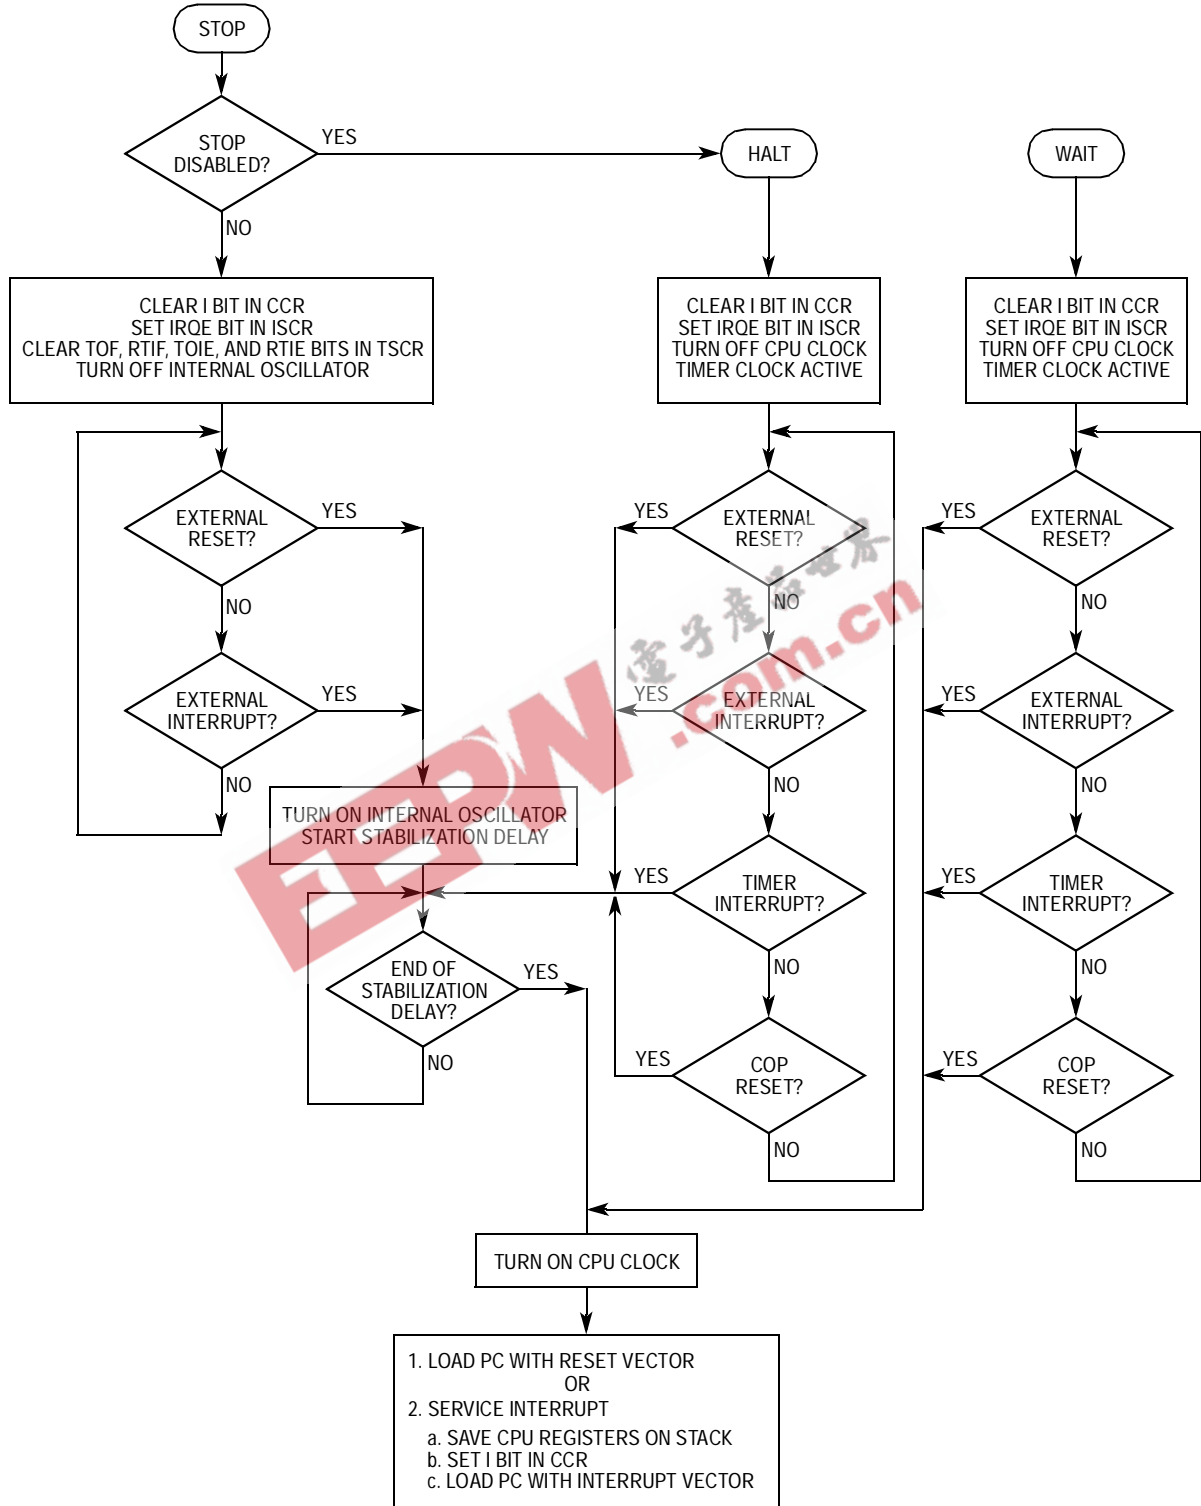 STOP
STOP
DISABLED?
YES
NO
HALT
WAIT
CLEAR I BIT IN CCR
SET IRQE BIT IN ISCR
CLEAR TOF, RTIF, TOIE, AND RTIE BITS IN TSCR
TURN OFF INTERNAL OSCILLATOR
CLEAR I BIT IN CCR
SET IRQE BIT IN ISCR
TURN OFF CPU CLOCK
TIMER CLOCK ACTIVE
CLEAR I BIT IN CCR
SET IRQE BIT IN ISCR
TURN OFF CPU CLOCK
TIMER CLOCK ACTIVE
EXTERNAL
RESET?
YES
NO
EXTERNAL
INTERRUPT?
YES
NO
TURN ON INTERNAL OSCILLATOR
START STABILIZATION DELAY
END OF
STABILIZATION
DELAY?
YES
NO
YES
EXTERNAL
RESET?
NO
YES
EXTERNAL
INTERRUPT?
NO
YES
TIMER
INTERRUPT?
NO
YES
COP
RESET?
NO
YES
EXTERNAL
RESET?
NO
YES
EXTERNAL
INTERRUPT?
NO
YES
TIMER
INTERRUPT?
NO
YES
COP
RESET?
NO
EEPW
.com.cn
電子產品世界
TURN ON CPU CLOCK
1. LOAD PC WITH RESET VECTOR
OR
2. SERVICE INTERRUPT
a. SAVE CPU REGISTERS ON STACK
b. SET I BIT IN CCR
c. LOAD PC WITH INTERRUPT VECTOR